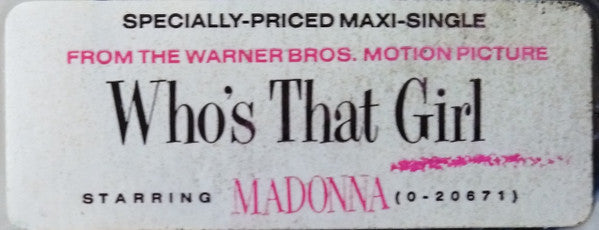 SPECIALLY-PRICED MAXI-SINGLE
FROM THE WARNER BROS. MOTION PICTURE
Who's That Girl
STARRING MADONNA (0-20671)